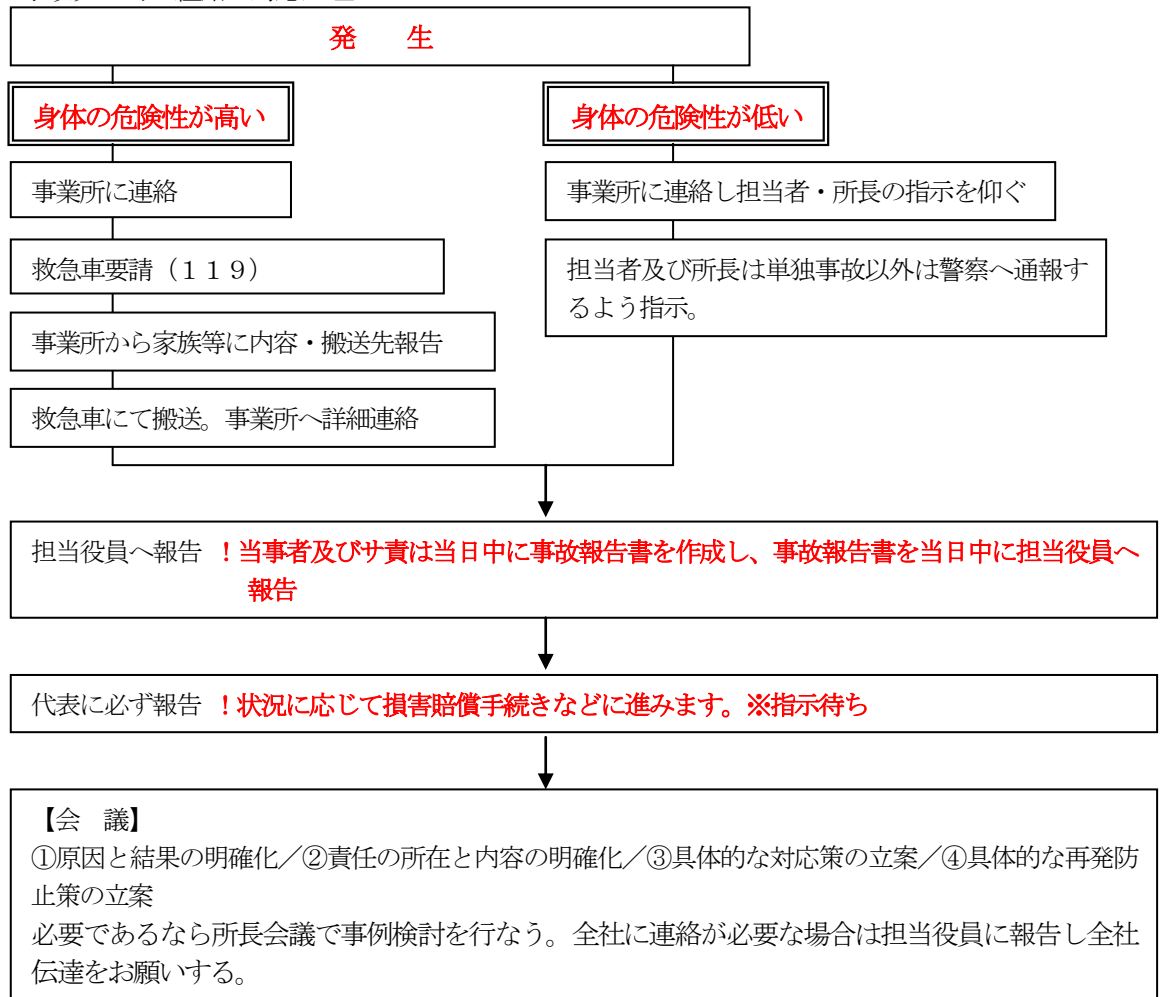 発　生
身体の危険性が高い
身体の危険性が低い
事業所に連絡
事業所に連絡し担当者・所長の指示を仰ぐ
救急車要請（１１９）
担当者及び所長は単独事故以外は警察へ通報す
るよう指示。
事業所から家族等に内容・搬送先報告
救急車にて搬送。事業所へ詳細連絡
担当役員へ報告 ！当事者及びサ責は当日中に事故報告書を作成し、事故報告書を当日中に担当役員へ
報告
代表に必ず報告 ！状況に応じて損害賠償手続きなどに進みます。※指示待ち
【会　議】
①原因と結果の明確化／②責任の所在と内容の明確化／③具体的な対応策の立案／④具体的な再発防
止策の立案
必要であるなら所長会議で事例検討を行なう。全社に連絡が必要な場合は担当役員に報告し全社
伝達をお願いする。